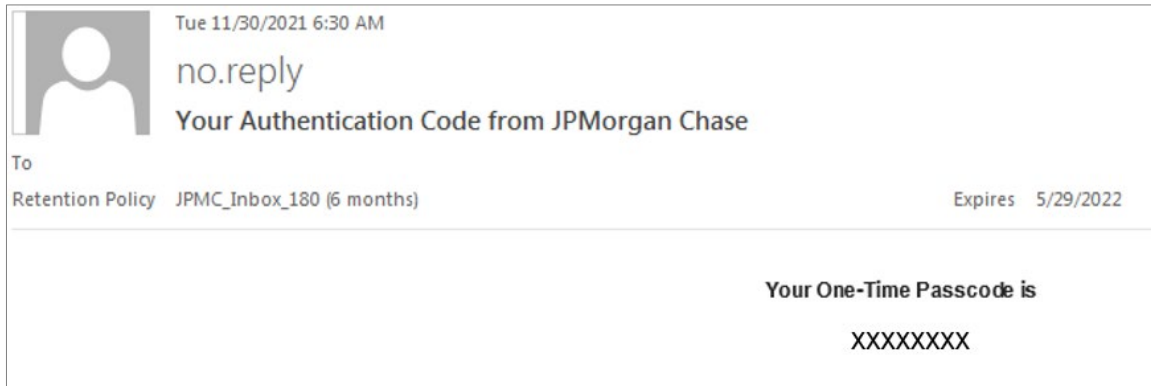 Tue 11/30/2021 6:30 AM
no.reply
Your Authentication Code from JPMorgan Chase
To
Retention Policy JPMC_Inbox_180 (6 months) Expires 5/29/2022
Your One-Time Passcode is
XXXXXXXX